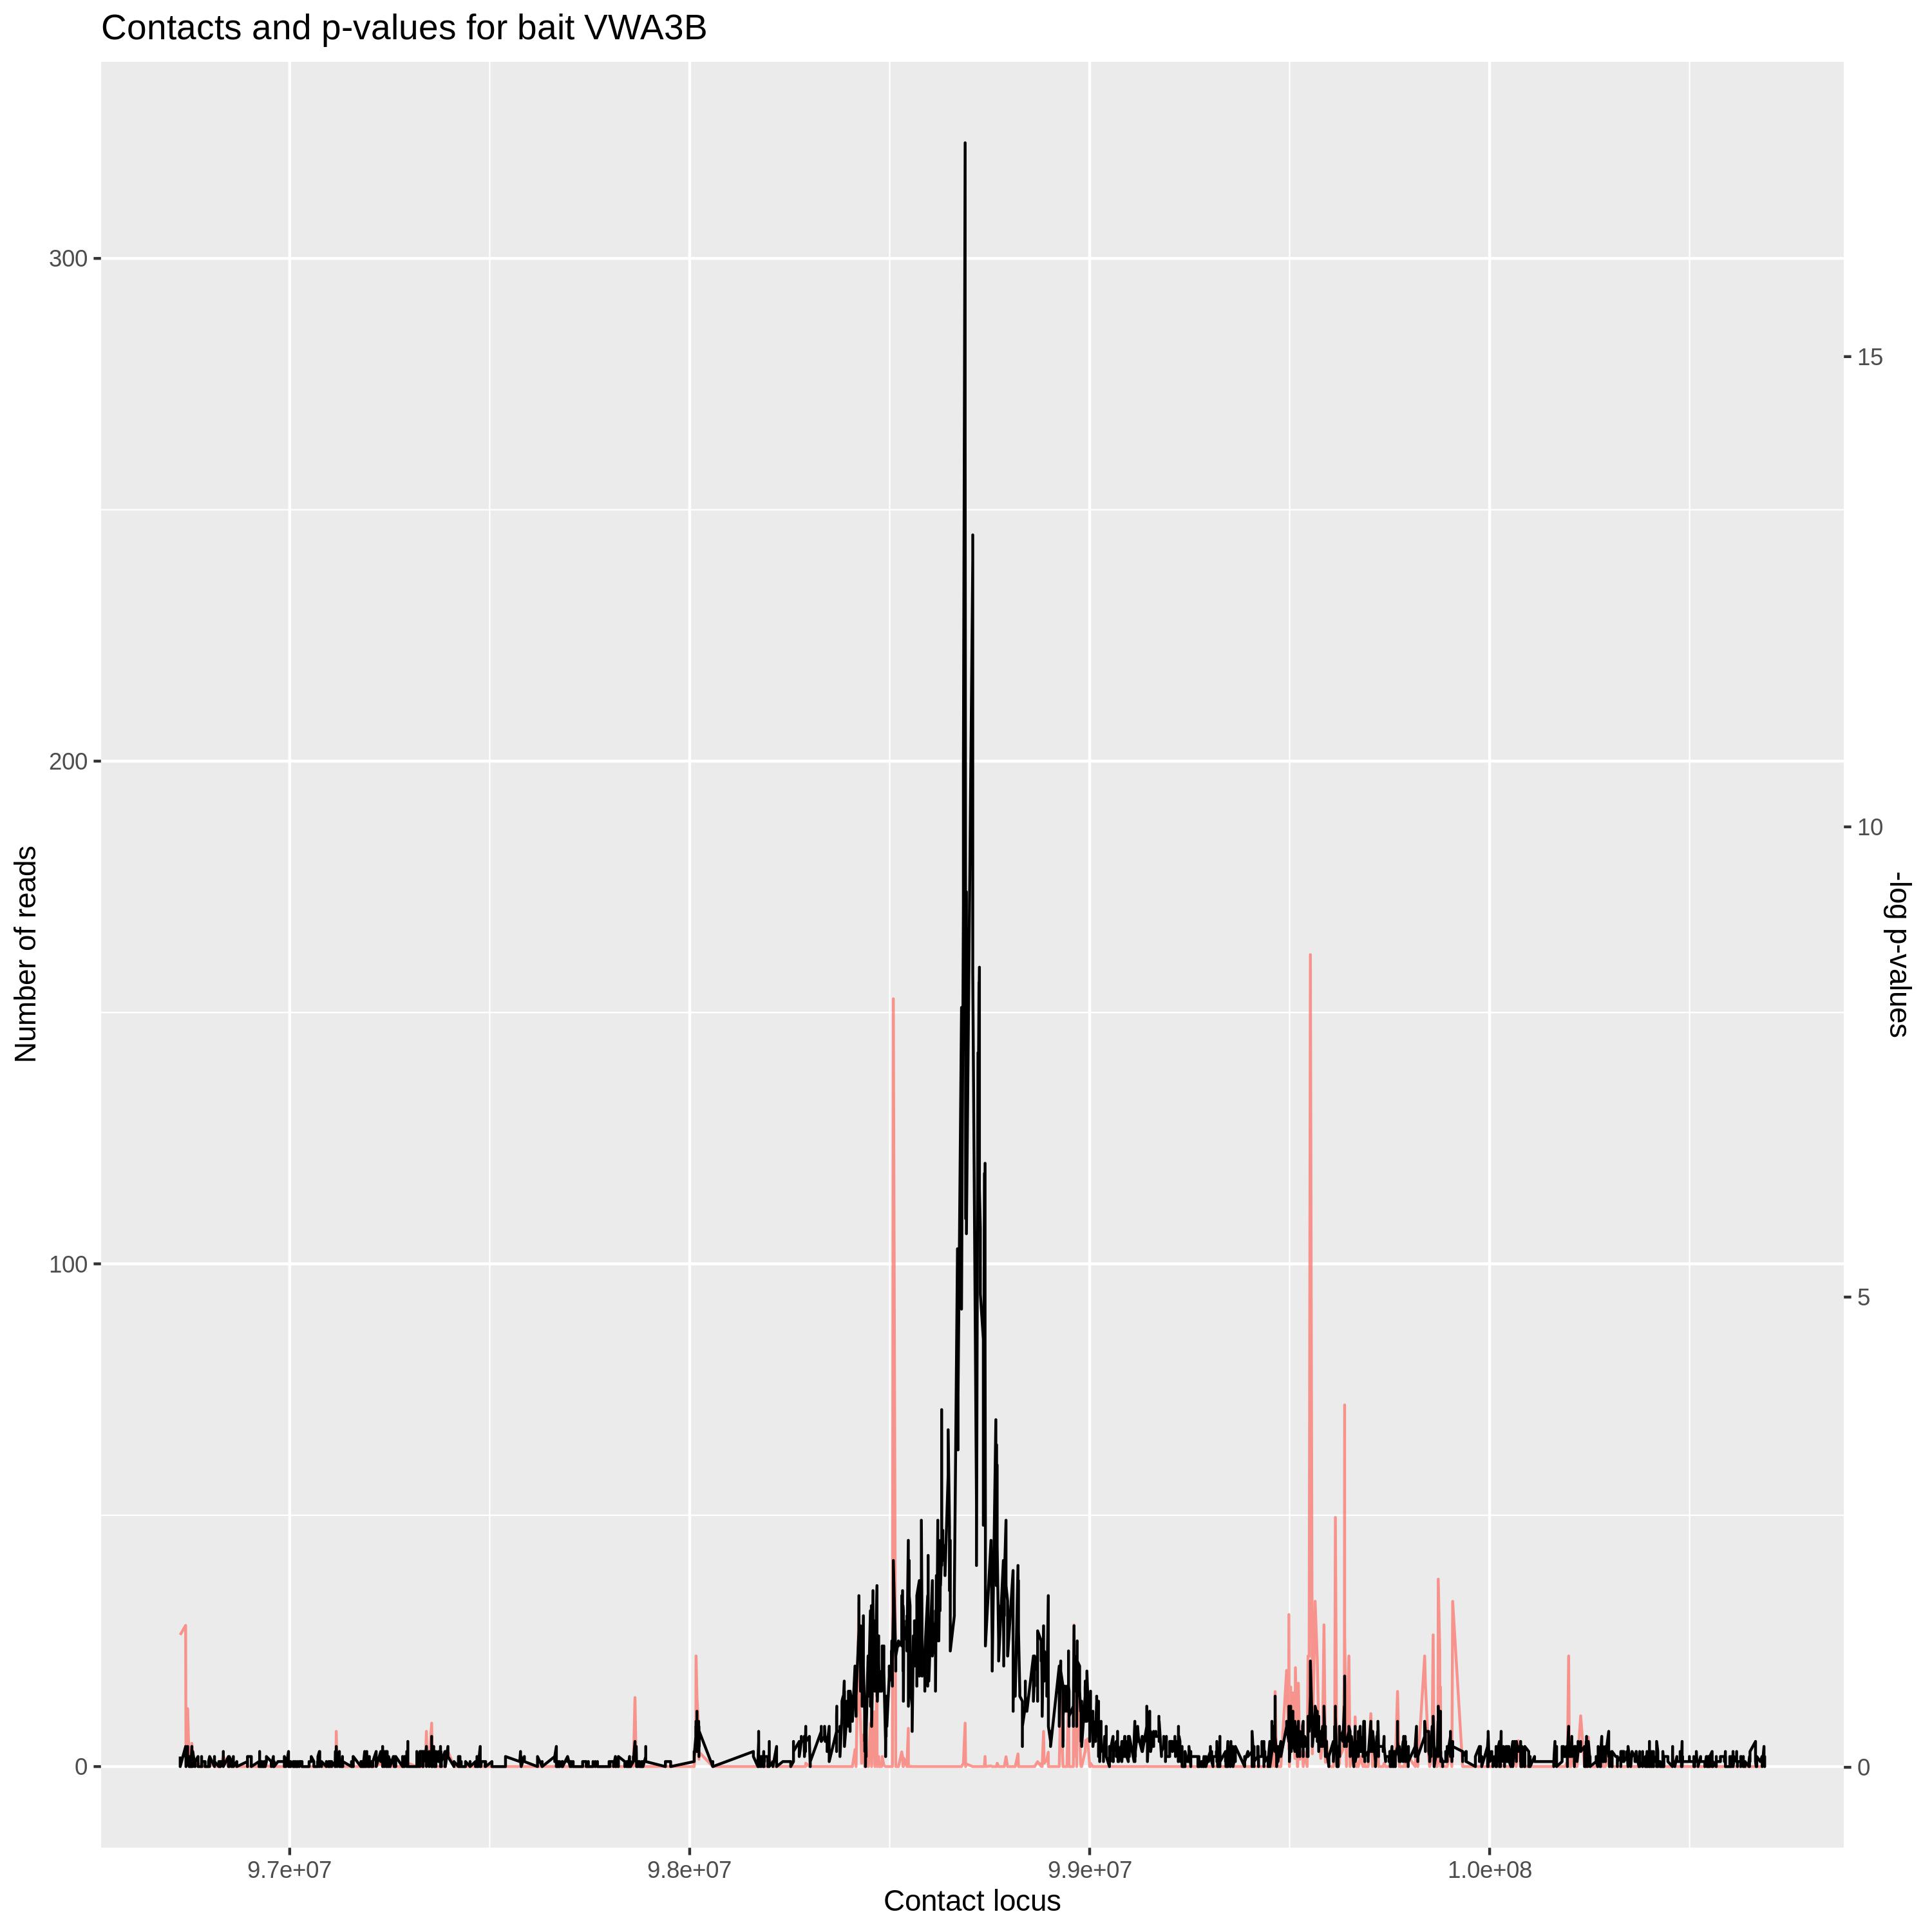 Contacts and p-values for bait VWA3B
300
200
100
0
Number of reads
15
10
5
0
-log p-values
9.7e+07
9.8e+07
9.9e+07
1.0e+08
Contact locus